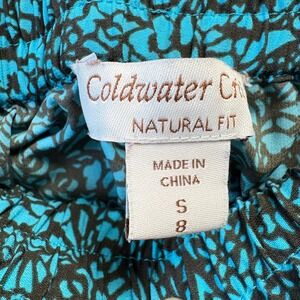 Coldwater Cr
NATURAL FIT
MADE IN
CHINA
S
8